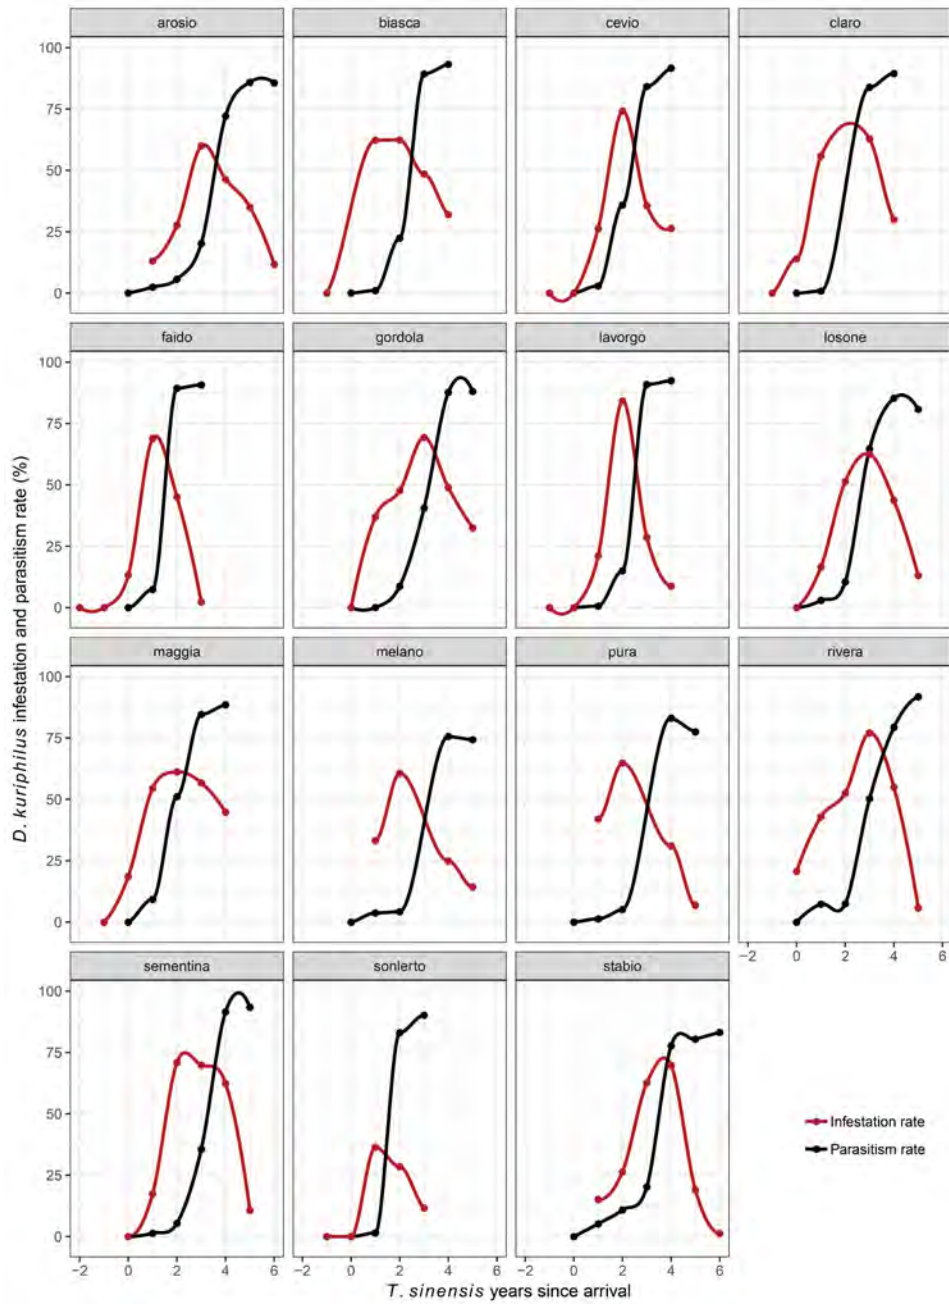 arosio biasca cevio claro
100
75
50
25
0
faido gordola lavorgo losone
100
75
50
25
0
maggia melano pura rivera
100
75
50
25
0
−2 0 2 4 6
sementina sonlerto stabio
100
75
50
25
0
−2 0 2 4 6 −2 0 2 4 6 −2 0 2 4 6
D. kuriphilus infestation and parasitism rate (%)
T. sinensis years since arrival
Infestation rate
Parasitism rate